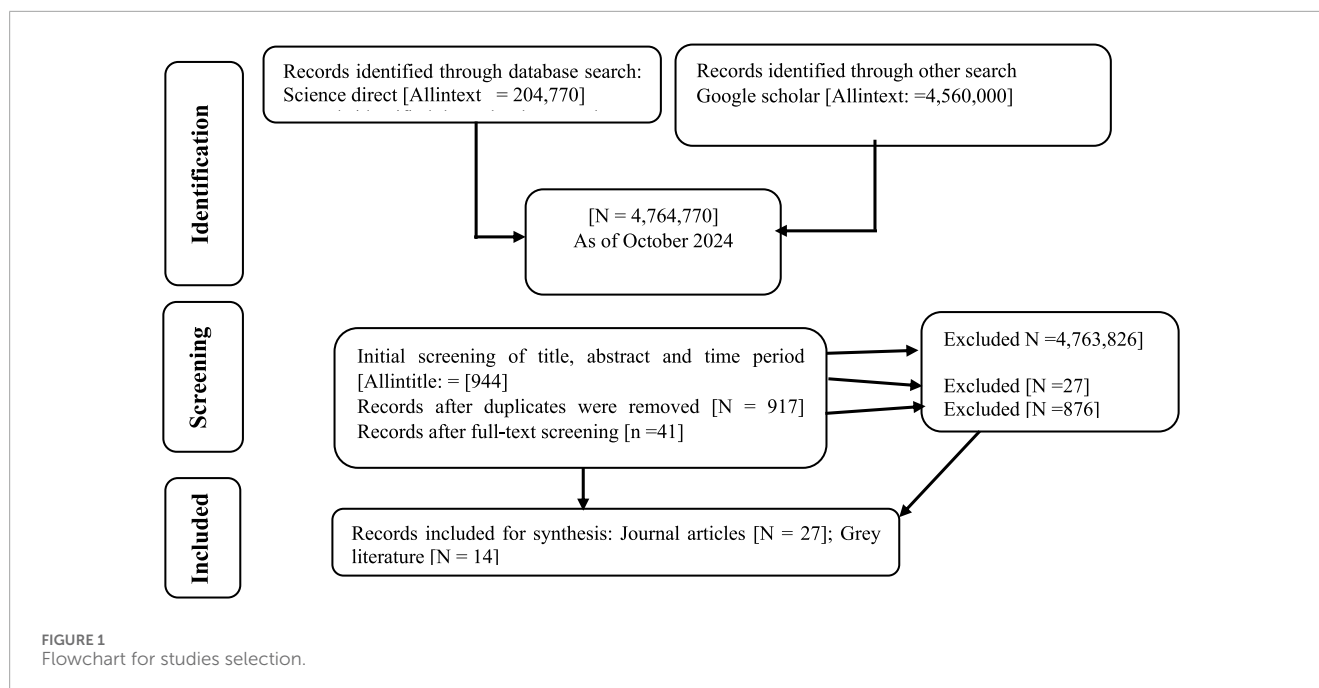 Identification
Records identified through database search:
Science direct [Allintext = 204,770]
Records identified through other search
Google scholar [Allintext: =4,560,000]
[N = 4,764,770]
As of October 2024
Screening
Initial screening of title, abstract and time period
[Allintitle: = [944]
Records after duplicates were removed [N = 917]
Records after full-text screening [n =41]
Excluded N =4,763,826]
Excluded [N =27]
Excluded [N =876]
Included
Records included for synthesis: Journal articles [N = 27]; Grey
literature [N = 14]
FIGURE 1
Flowchart for studies selection.